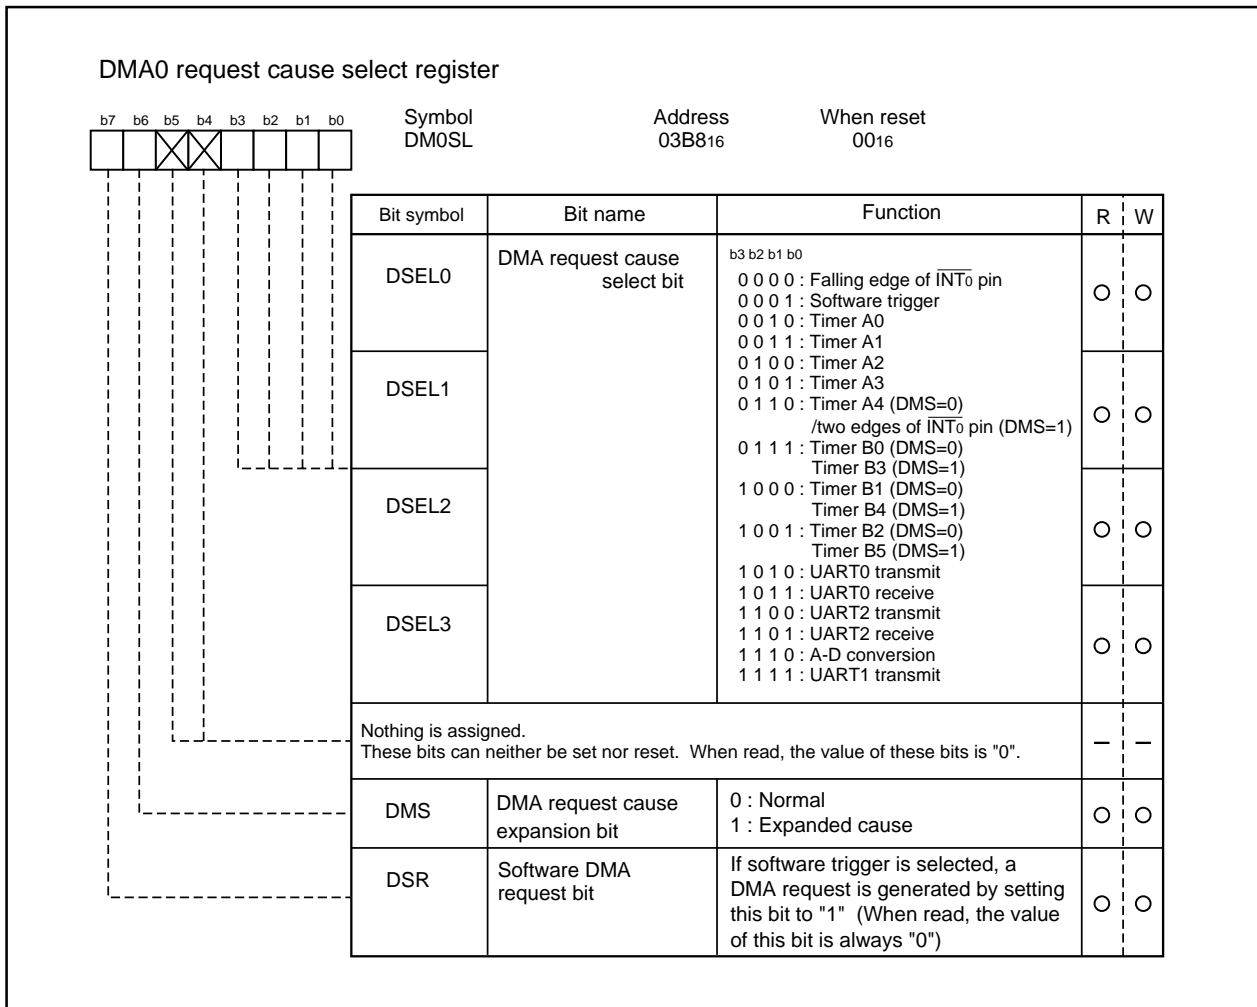 DMA0 request cause select register
b7 b6 b5 b4 b3 b2 b1 b0
Symbol Address When reset
DM0SL 03B816 0016
Bit symbol Bit name Function R W
DSEL0
DMA request cause
select bit
b3 b2 b1 b0
0 0 0 0 : Falling edge of INT0 pin
0 0 0 1 : Software trigger
0 0 1 0 : Timer A0
0 0 1 1 : Timer A1
DSEL1
0 1 0 0 : Timer A2
0 1 0 1 : Timer A3
0 1 1 0 : Timer A4 (DMS=0)
/two edges of INT0 pin (DMS=1)
0 1 1 1 : Timer B0 (DMS=0)
Timer B3 (DMS=1)
DSEL2
1 0 0 0 : Timer B1 (DMS=0)
Timer B4 (DMS=1)
1 0 0 1 : Timer B2 (DMS=0)
Timer B5 (DMS=1)
1 0 1 0 : UART0 transmit
DSEL3
1 0 1 1 : UART0 receive
1 1 0 0 : UART2 transmit
1 1 0 1 : UART2 receive
1 1 1 0 : A-D conversion
1 1 1 1 : UART1 transmit
Nothing is assigned.
These bits can neither be set nor reset. When read, the value of these bits is "0".
DMS
DMA request cause
expansion bit
0 : Normal
1 : Expanded cause
DSR
Software DMA
request bit
If software trigger is selected, a
DMA request is generated by setting
this bit to "1" (When read, the value
of this bit is always "0")